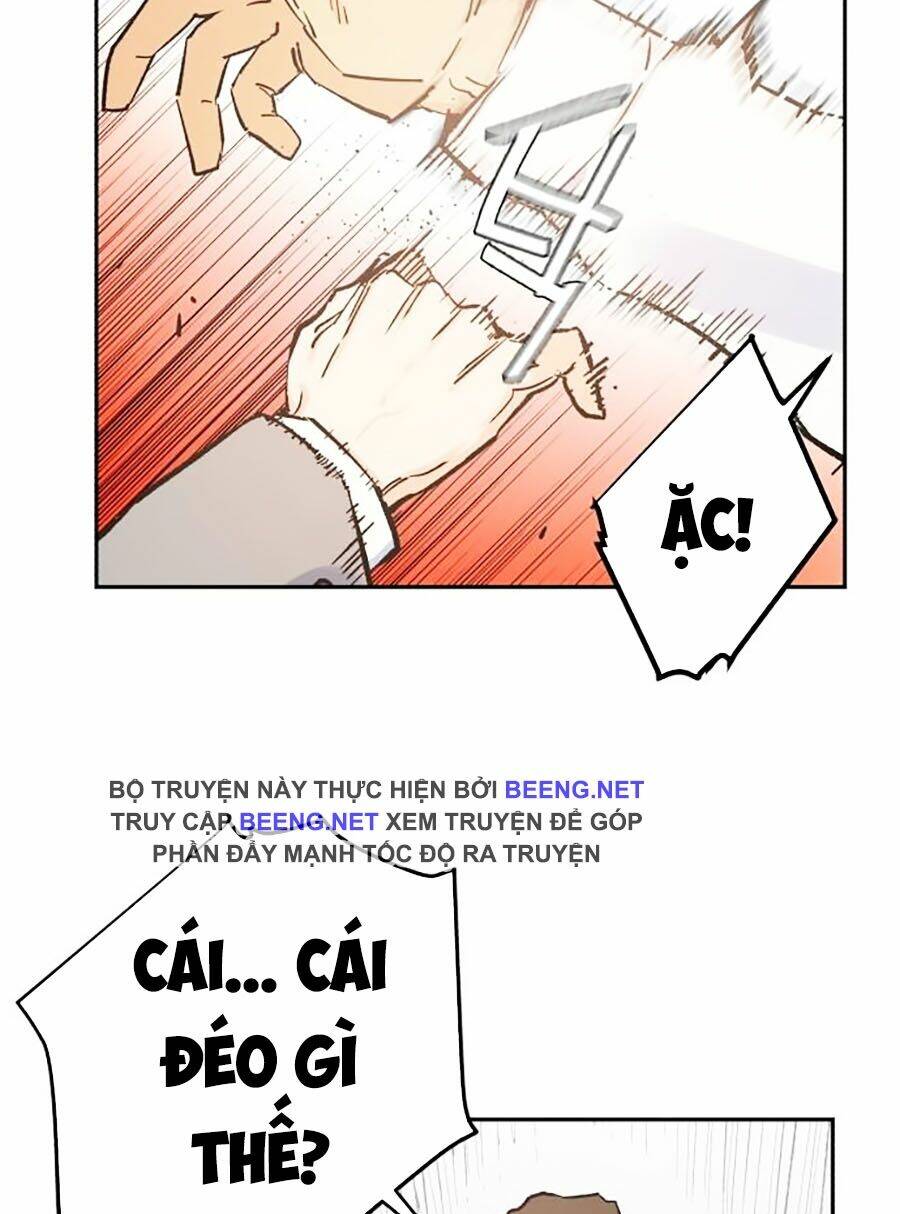 ẶC!
BỘ TRUYỆN NÀY THỰC HIỆN BỞI BEENG.NET
TRUY CẬP BEENG.NET XEM TRUYỆN ĐỂ GÓP
PHẦN ĐẨY MẠNH TỐC ĐỘ RA TRUYỆN
CÁI... CÁI
ĐÉO GÌ
THẾ?